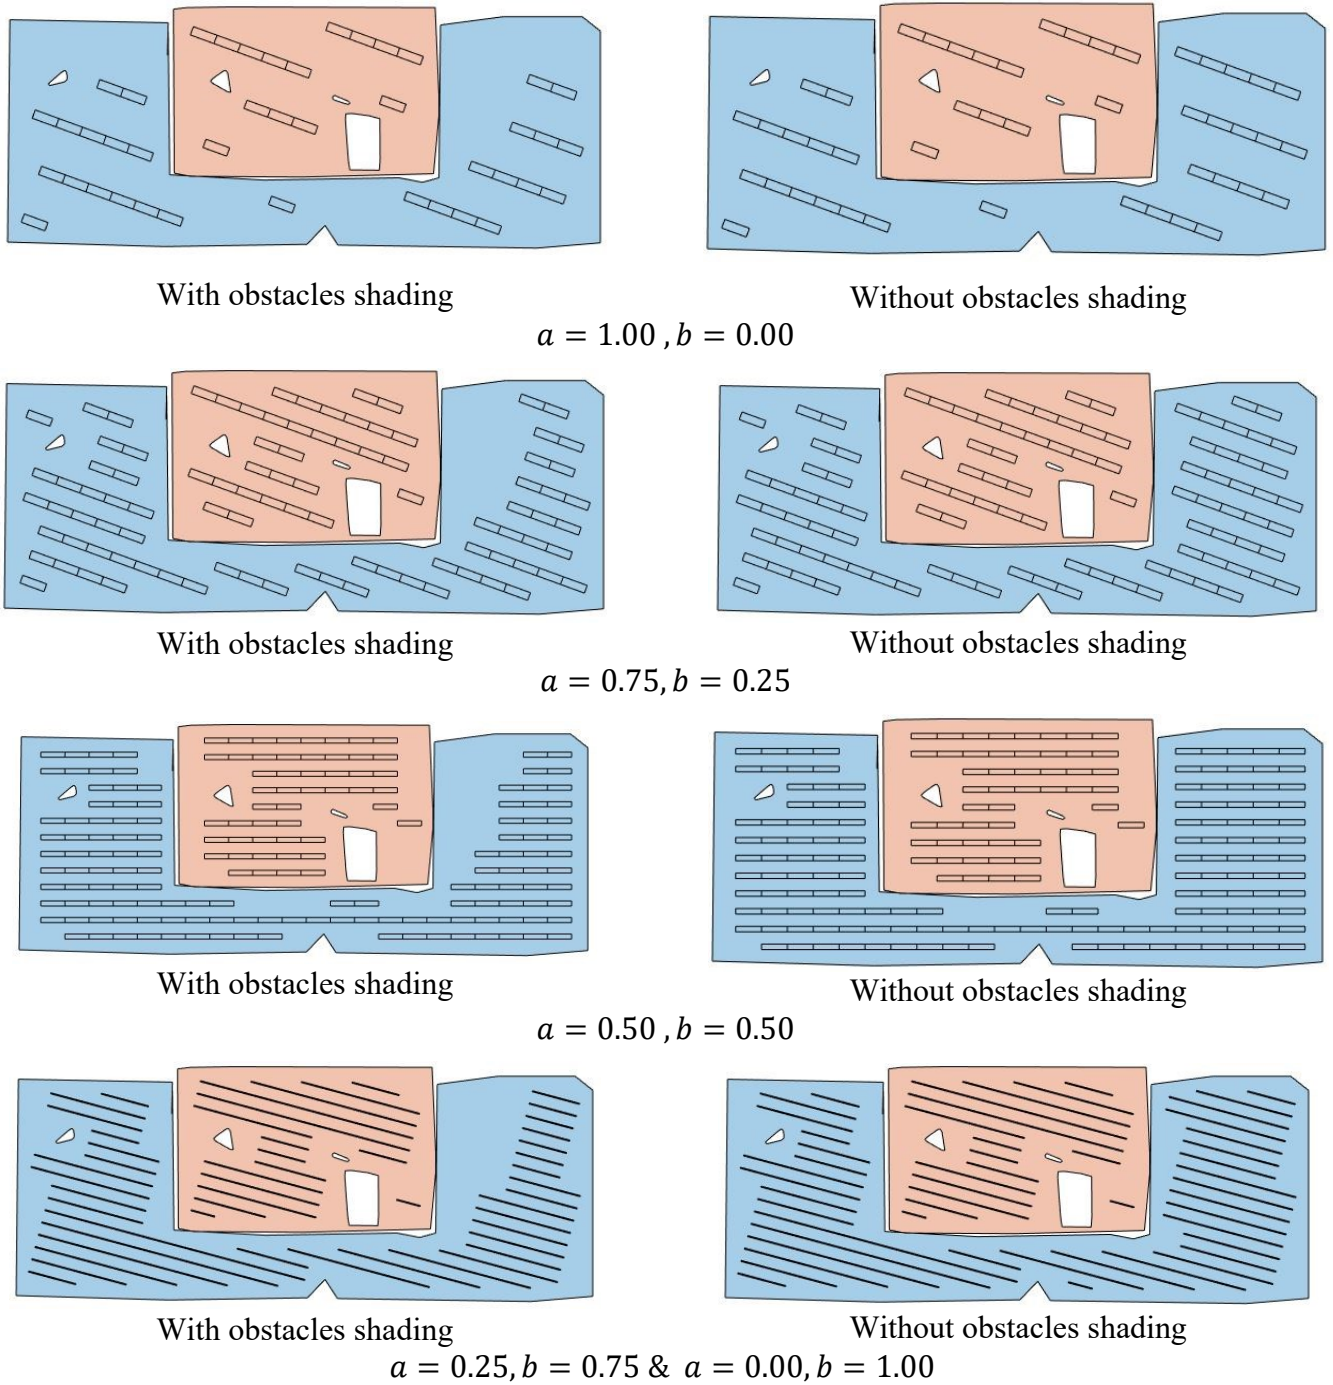 With obstacles shading
Without obstacles shading
a = 1.00 , b = 0.00
With obstacles shading
Without obstacles shading
a = 0.75, b = 0.25
With obstacles shading
Without obstacles shading
a = 0.50 , b = 0.50
With obstacles shading
Without obstacles shading
a = 0.25, b = 0.75 & a = 0.00, b = 1.00